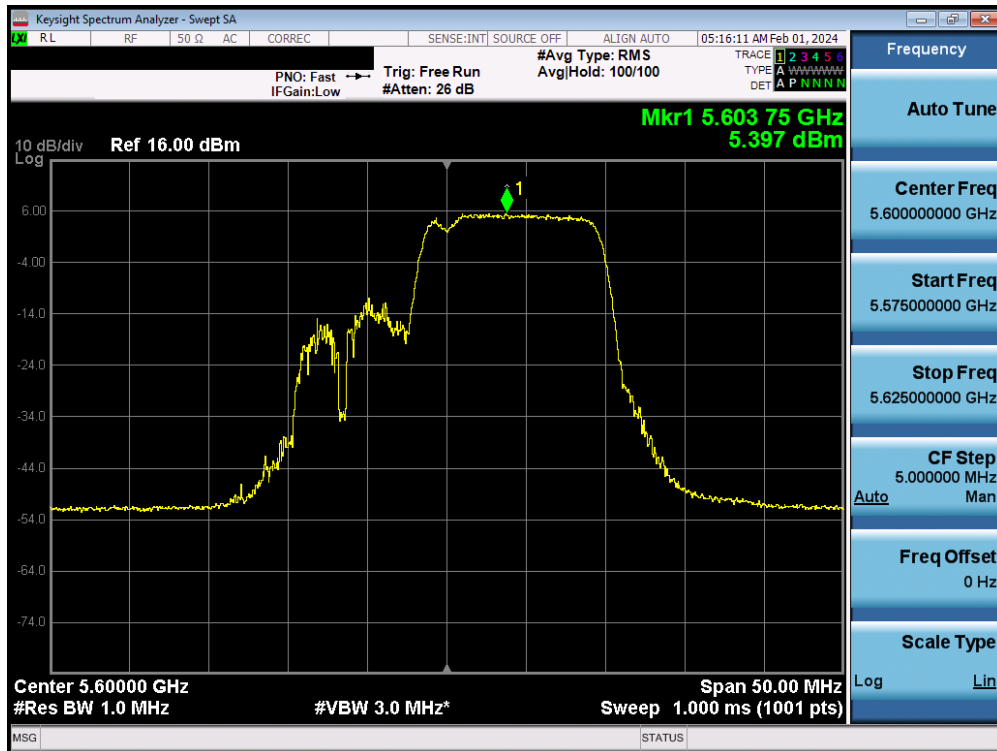 Keysight Spectrum Analyzer - Swept SA
LXI RL RF 50 Ω AC CORREC SENSE:INT SOURCE OFF ALIGN AUTO 05:16:11 AM Feb 01, 2024
PNO: Fast
IFGain:Low
Trig: Free Run
#Atten: 26 dB
#Avg Type: RMS
Avg|Hold: 100/100
TRACE 1 2 3 4 5 6
TYPE A WWWWW
DET A P N N N N
Mkr1 5.603 75 GHz
5.397 dBm
10 dB/div Ref 16.00 dBm
Log
1
6.00
-4.00
-14.0
-24.0
-34.0
-44.0
-54.0
-64.0
-74.0
Center 5.60000 GHz
Span 50.00 MHz
#Res BW 1.0 MHz
#VBW 3.0 MHz*
Sweep 1.000 ms (1001 pts)
MSG
STATUS
Frequency
Auto Tune
Center Freq
5.600000000 GHz
Start Freq
5.575000000 GHz
Stop Freq
5.625000000 GHz
CF Step
5.000000 MHz
Auto Man
Freq Offset
0 Hz
Scale Type
Log Lin